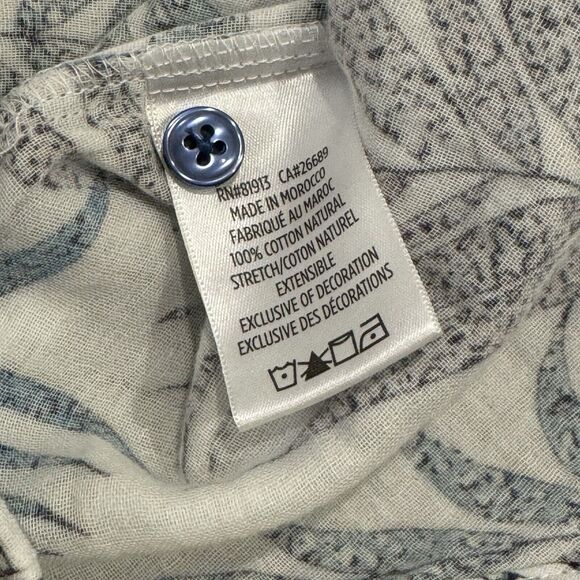 RN#81913 CA#26689
MADE IN MOROCCO
FABRIQUÉ AU MAROC
100% COTTON NATURAL
STRETCH/COTON NATUREL
EXTENSIBLE
EXCLUSIVE OF DECORATION
EXCLUSIVE DES DÉCORATIONS